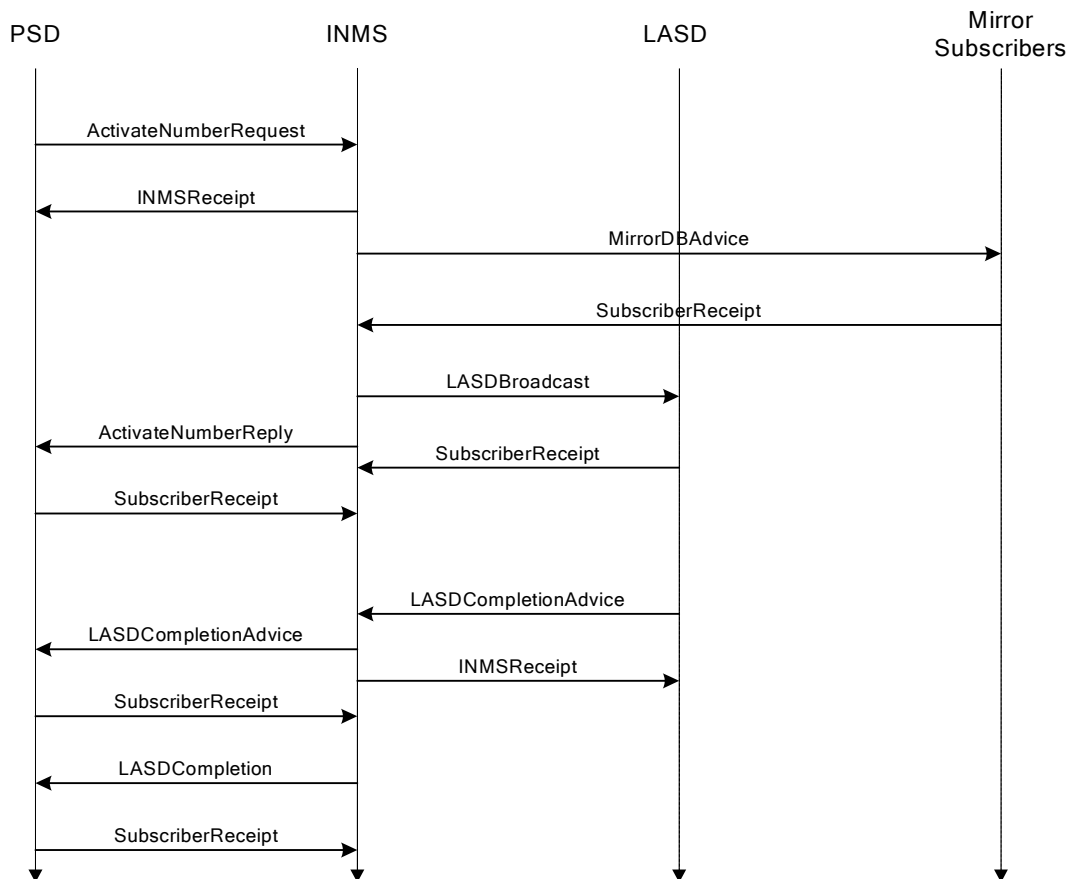 PSD
INMS
LASD
Mirror
Subscribers
ActivateNumberRequest
INMSReceipt
MirrorDBAdvice
SubscriberReceipt
LASDBroadcast
ActivateNumberReply
SubscriberReceipt
SubscriberReceipt
LASDCompletionAdvice
LASDCompletionAdvice
INMSReceipt
SubscriberReceipt
LASDCompletion
SubscriberReceipt